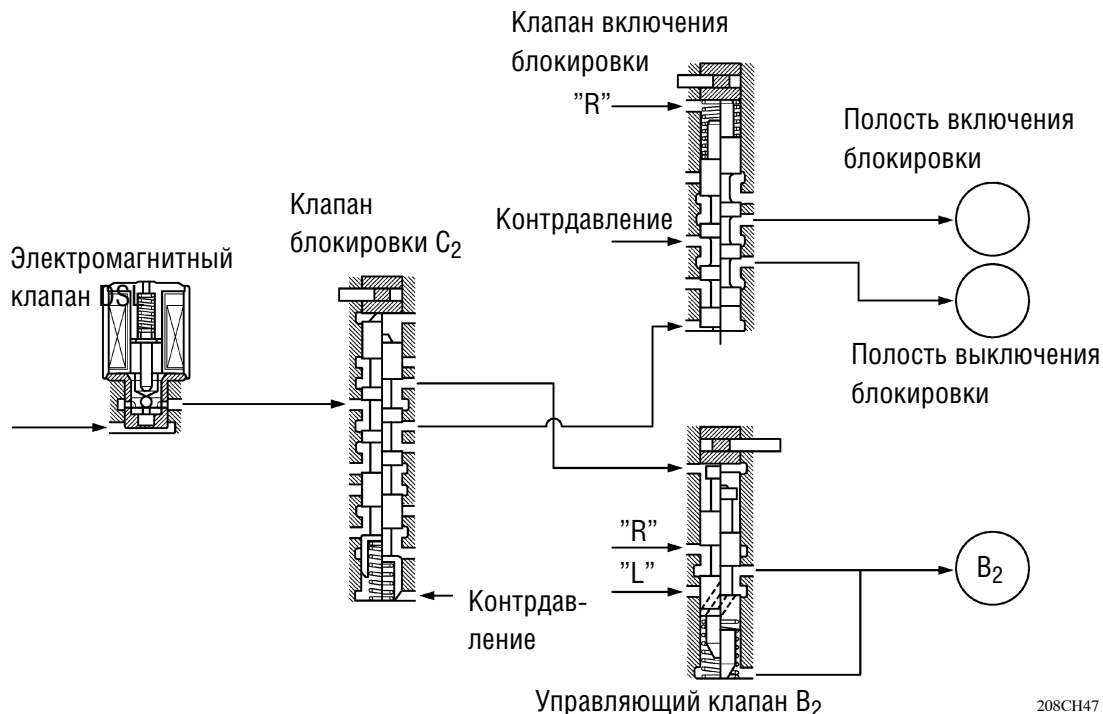 Клапан включения
блокировки
”R”
Полость включения
блокировки
Клапан
блокировки C2
Контрдавление
Электромагнитный
клапан DSL
Полость выключения
блокировки
”R”
”L”
B2
Контрдав-
ление
Управляющий клапан B2
208CH47